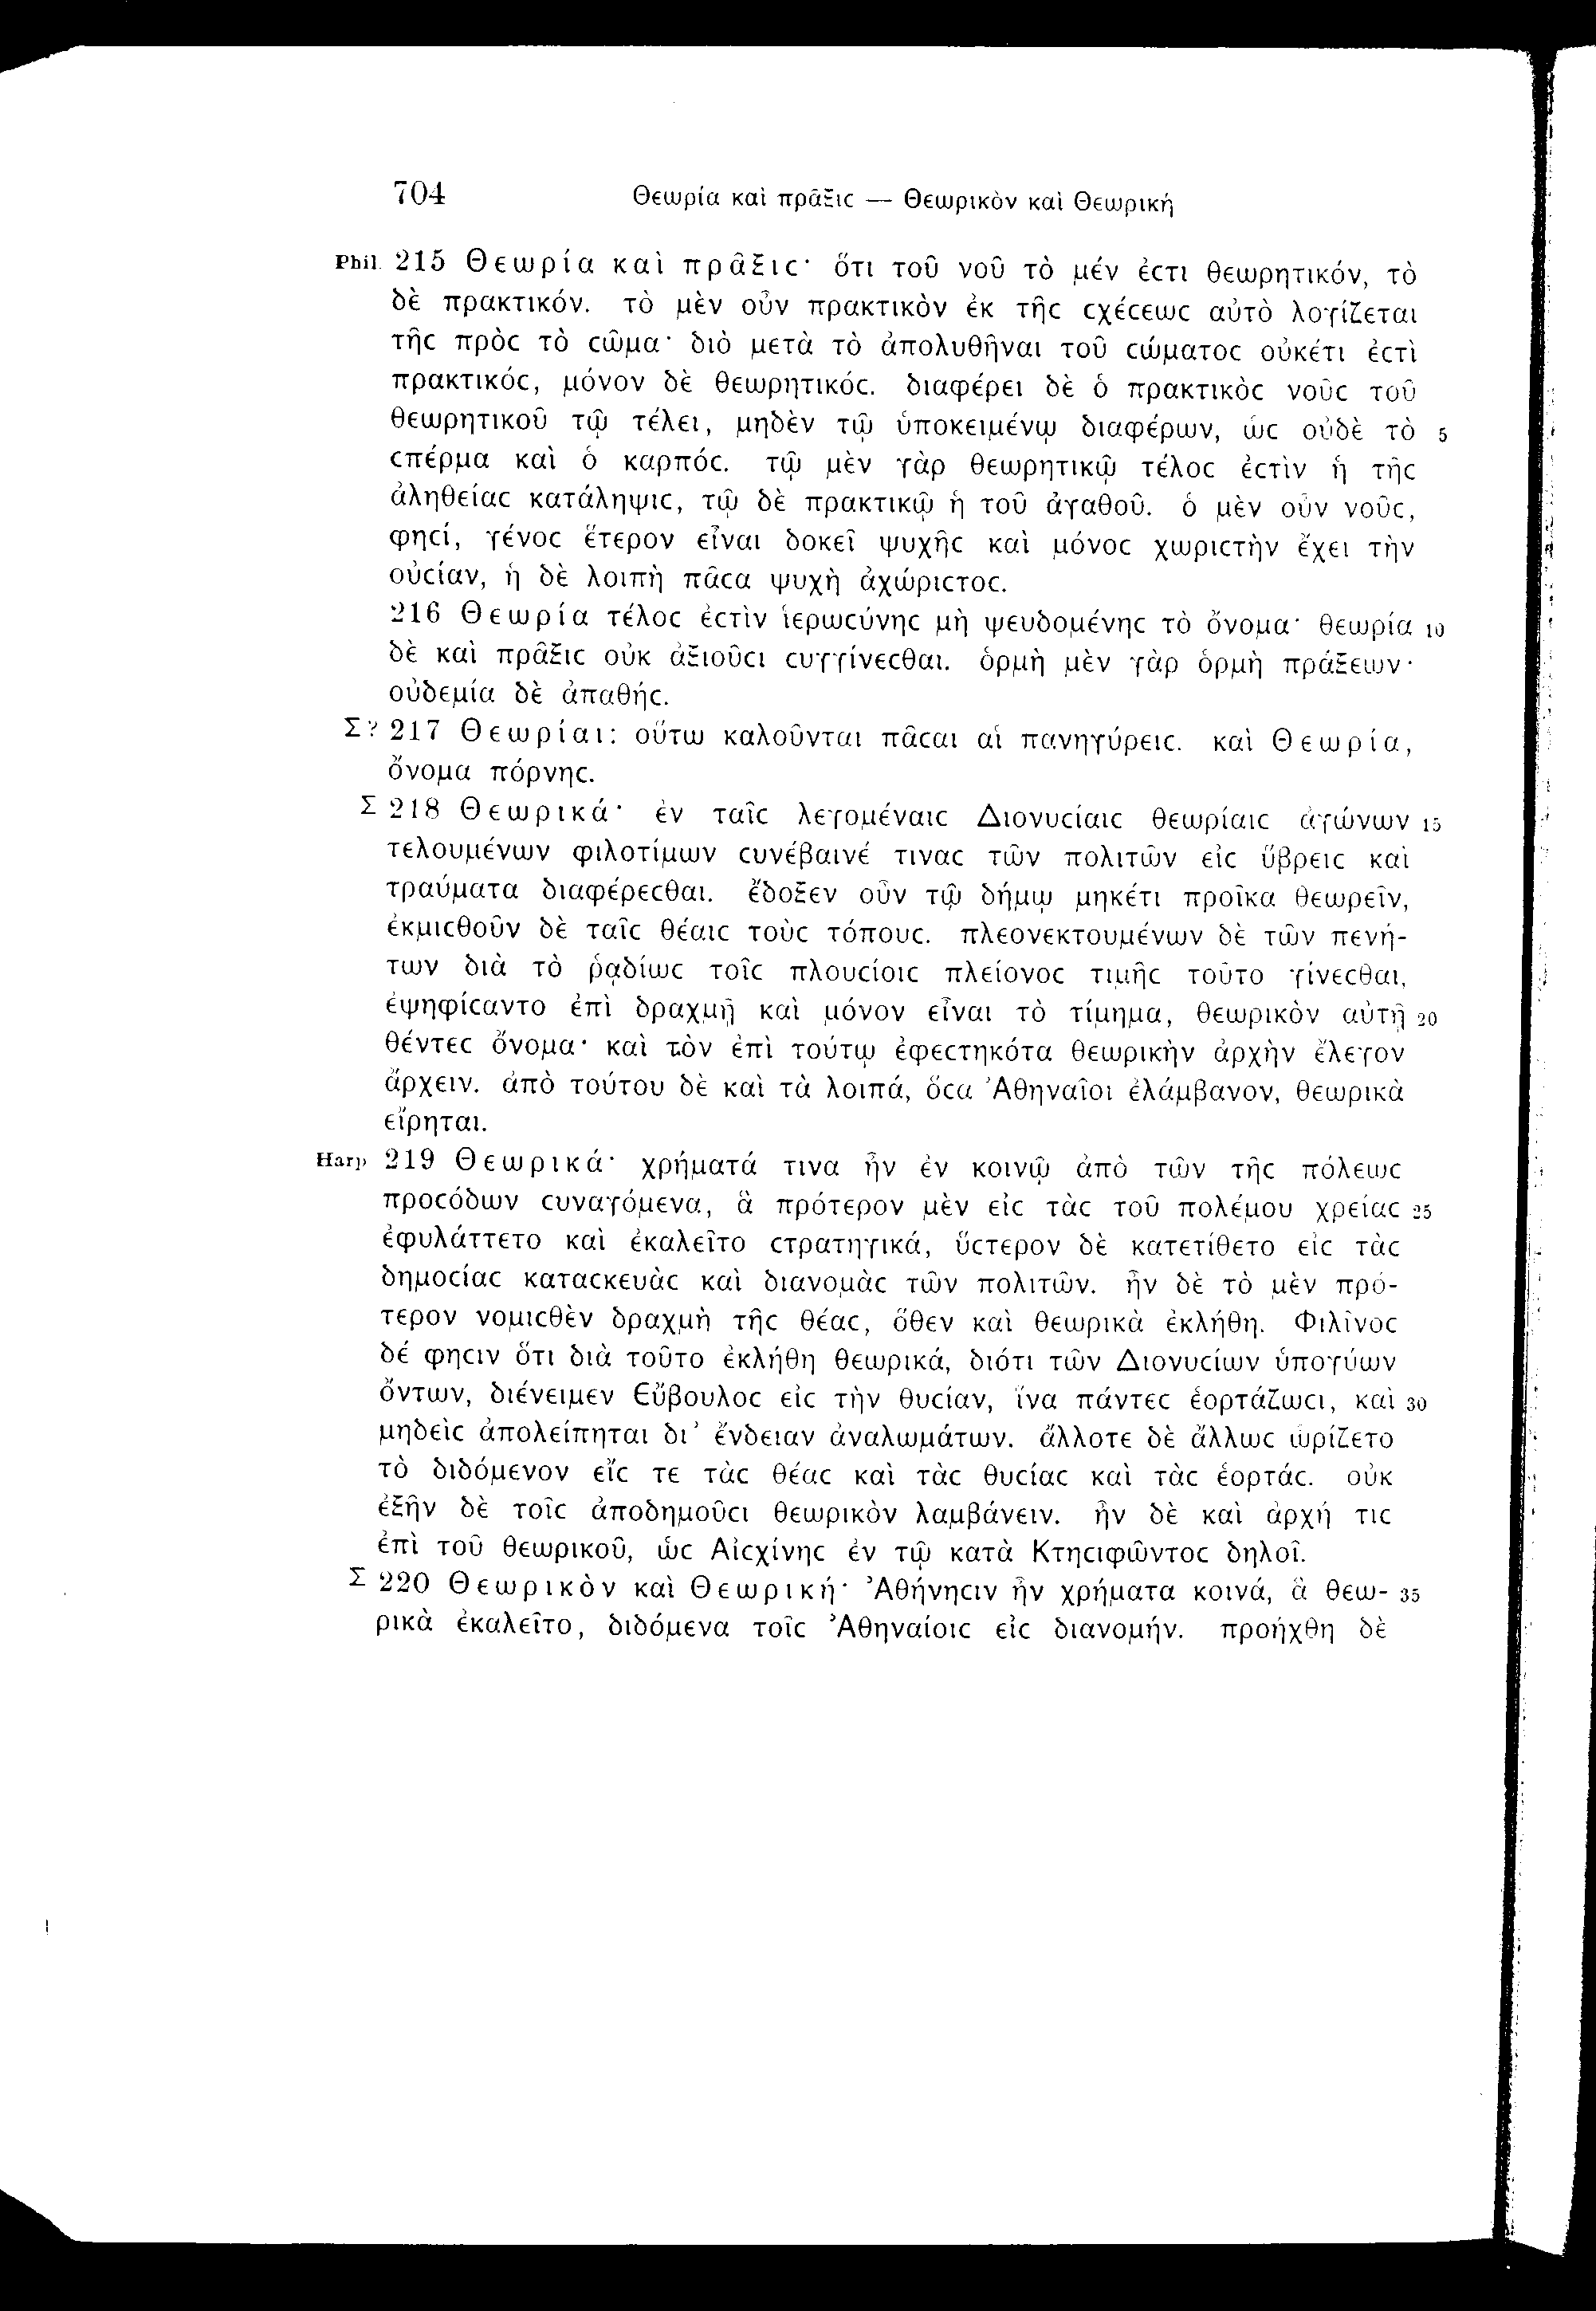 704 Θεωρία καὶ πρᾶξιϲ — Θεωρικὸν καὶ Θεωρική
Phil. 215 Θεωρία καὶ πρᾶξιϲ· ὅτι τοῦ νοῦ τὸ μέν ἐϲτι θεωρητικόν, τὸ
δὲ πρακτικόν. τὸ μὲν οὖν πρακτικὸν ἐκ τῆϲ ϲχέϲεωϲ αὐτὸ λογίζεται
τῆϲ πρὸϲ τὸ ϲῶμα· διὸ μετὰ τὸ ἀπολυθῆναι τοῦ ϲώματοϲ οὐκέτι ἐϲτὶ
πρακτικόϲ, μόνον δὲ θεωρητικόϲ. διαφέρει δὲ ὁ πρακτικὸϲ νοῦϲ τοῦ
θεωρητικοῦ τῷ τέλει, μηδὲν τῷ ὑποκειμένῳ διαφέρων, ὡϲ οὐδὲ τὸ 5
ϲπέρμα καὶ ὁ καρπόϲ. τῷ μὲν γὰρ θεωρητικῷ τέλοϲ ἐϲτὶν ἡ τῆϲ
ἀληθείαϲ κατάληψιϲ, τῷ δὲ πρακτικῷ ἡ τοῦ ἀγαθοῦ. ὁ μὲν οὖν νοῦϲ,
φηϲί, γένοϲ ἕτερον εἶναι δοκεῖ ψυχῆϲ καὶ μόνοϲ χωριϲτὴν ἔχει τὴν
οὐϲίαν, ἡ δὲ λοιπὴ πᾶϲα ψυχὴ ἀχώριϲτοϲ.
216 Θεωρία τέλοϲ ἐϲτὶν ἱερωϲύνηϲ μὴ ψευδομένηϲ τὸ ὄνομα· θεωρία 10
δὲ καὶ πρᾶξιϲ οὐκ ἀξιοῦϲι ϲυγγίνεϲθαι. ὁρμὴ μὲν γὰρ ὁρμὴ πράξεων·
οὐδεμία δὲ ἀπαθήϲ.
Σ? 217 Θεωρίαι: οὕτω καλοῦνται πᾶϲαι αἱ πανηγύρειϲ. καὶ Θεωρία,
ὄνομα πόρνηϲ.
Σ 218 Θεωρικά· ἐν ταῖϲ λεγομέναιϲ Διονυϲίαιϲ θεωρίαιϲ ἀγώνων 15
τελουμένων φιλοτίμων ϲυνέβαινέ τιναϲ τῶν πολιτῶν εἰϲ ὕβρειϲ καὶ
τραύματα διαφέρεϲθαι. ἔδοξεν οὖν τῷ δήμῳ μηκέτι προῖκα θεωρεῖν,
ἐκμιϲθοῦν δὲ ταῖϲ θέαιϲ τοὺϲ τόπουϲ. πλεονεκτουμένων δὲ τῶν πενή-
των διὰ τὸ ῥᾳδίωϲ τοῖϲ πλουϲίοιϲ πλείονοϲ τιμῆϲ τοῦτο γίνεϲθαι,
ἐψηφίϲαντο ἐπὶ δραχμῇ καὶ μόνον εἶναι τὸ τίμημα, θεωρικὸν αὐτῇ 20
θέντεϲ ὄνομα· καὶ τὸν ἐπὶ τούτῳ ἐφεϲτηκότα θεωρικὴν ἀρχὴν ἔλεγον
ἄρχειν. ἀπὸ τούτου δὲ καὶ τὰ λοιπά, ὅϲα Ἀθηναῖοι ἐλάμβανον, θεωρικὰ
εἴρηται.
Harp 219 Θεωρικά· χρήματά τινα ἦν ἐν κοινῷ ἀπὸ τῶν τῆϲ πόλεωϲ
προϲόδων ϲυναγόμενα, ἃ πρότερον μὲν εἰϲ τὰϲ τοῦ πολέμου χρείαϲ 25
ἐφυλάττετο καὶ ἐκαλεῖτο ϲτρατηγικά, ὕϲτερον δὲ κατετίθετο εἰϲ τὰϲ
δημοϲίαϲ καταϲκευὰϲ καὶ διανομὰϲ τῶν πολιτῶν. ἦν δὲ τὸ μὲν πρό-
τερον νομιϲθὲν δραχμὴ τῆϲ θέαϲ, ὅθεν καὶ θεωρικὰ ἐκλήθη. Φιλῖνοϲ
δέ φηϲιν ὅτι διὰ τοῦτο ἐκλήθη θεωρικά, διότι τῶν Διονυϲίων ὑπογύων
ὄντων, διένειμεν Εὔβουλοϲ εἰϲ τὴν θυϲίαν, ἵνα πάντεϲ ἑορτάζωϲι, καὶ 30
μηδεὶϲ ἀπολείπηται δι' ἔνδειαν ἀναλωμάτων. ἄλλοτε δὲ ἄλλωϲ ὡρίζετο
τὸ διδόμενον εἴϲ τε τὰϲ θέαϲ καὶ τὰϲ θυϲίαϲ καὶ τὰϲ ἑορτάϲ. οὐκ
ἐξῆν δὲ τοῖϲ ἀποδημοῦϲι θεωρικὸν λαμβάνειν. ἦν δὲ καὶ ἀρχή τιϲ
ἐπὶ τοῦ θεωρικοῦ, ὡϲ Αἰϲχίνηϲ ἐν τῷ κατὰ Κτηϲιφῶντοϲ δηλοῖ.
Σ 220 Θεωρικὸν καὶ Θεωρική· Ἀθήνηϲιν ἦν χρήματα κοινά, ἃ θεω- 35
ρικὰ ἐκαλεῖτο, διδόμενα τοῖϲ Ἀθηναίοιϲ εἰϲ διανομήν. προήχθη δὲ